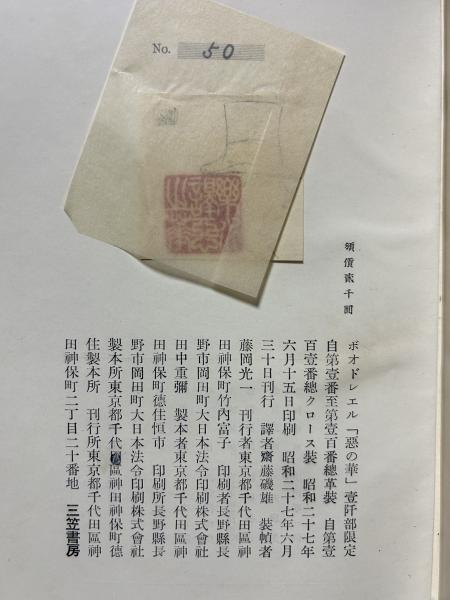 No. 50
頒價貳千圓
ボオドレエル「惡の華」壹阡部限定
自第壹番至第壹百番總革裝 自第壹
百壹番總クロース裝 昭和二十七年
六月十五日印刷 昭和二十七年六月
三十日刊行 譯者齋藤磯雄 裝幀者
藤岡光一 刊行者東京都千代田區神
田神保町竹內富子 印刷者長野縣長
野市岡田町大日本法令印刷株式會社
田中重彌 製本者東京都千代田區神
田神保町德住恒市 印刷所長野縣長
野市岡田町大日本法令印刷株式會社
製本所東京都千代田區神田神保町德
住製本所 刊行所東京都千代田區神
田神保町二丁目二十番地 三笠書房